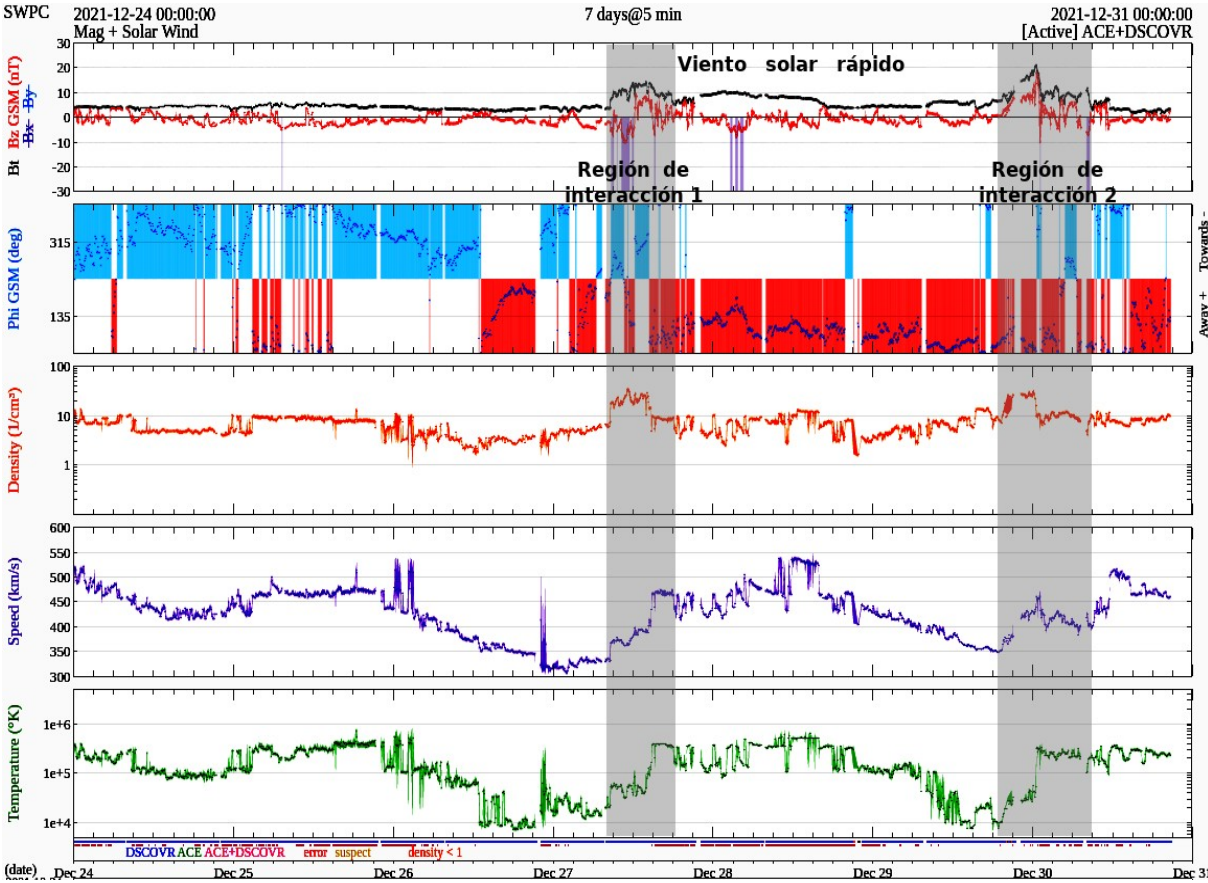 SWPC 2021-12-24 00:00:00 7 days@5 min 2021-12-31 00:00:00
Mag + Solar Wind [Active] ACE+DSCOVR
Bt Bz GSM (nT)
Bx By
30
20
10
0
-10
-20
-30
Viento solar rápido
Región de
interacción 1
Región de
interacción 2
Phi GSM (deg)
315
135
Away + Towards -
Density (1/cm³)
100
10
1
Speed (km/s)
600
550
500
450
400
350
300
Temperature (°K)
1e+6
1e+5
1e+4
DSCOVR ACE ACE+DSCOVR error suspect density < 1
(date) Dec 24 Dec 25 Dec 26 Dec 27 Dec 28 Dec 29 Dec 30 Dec 31